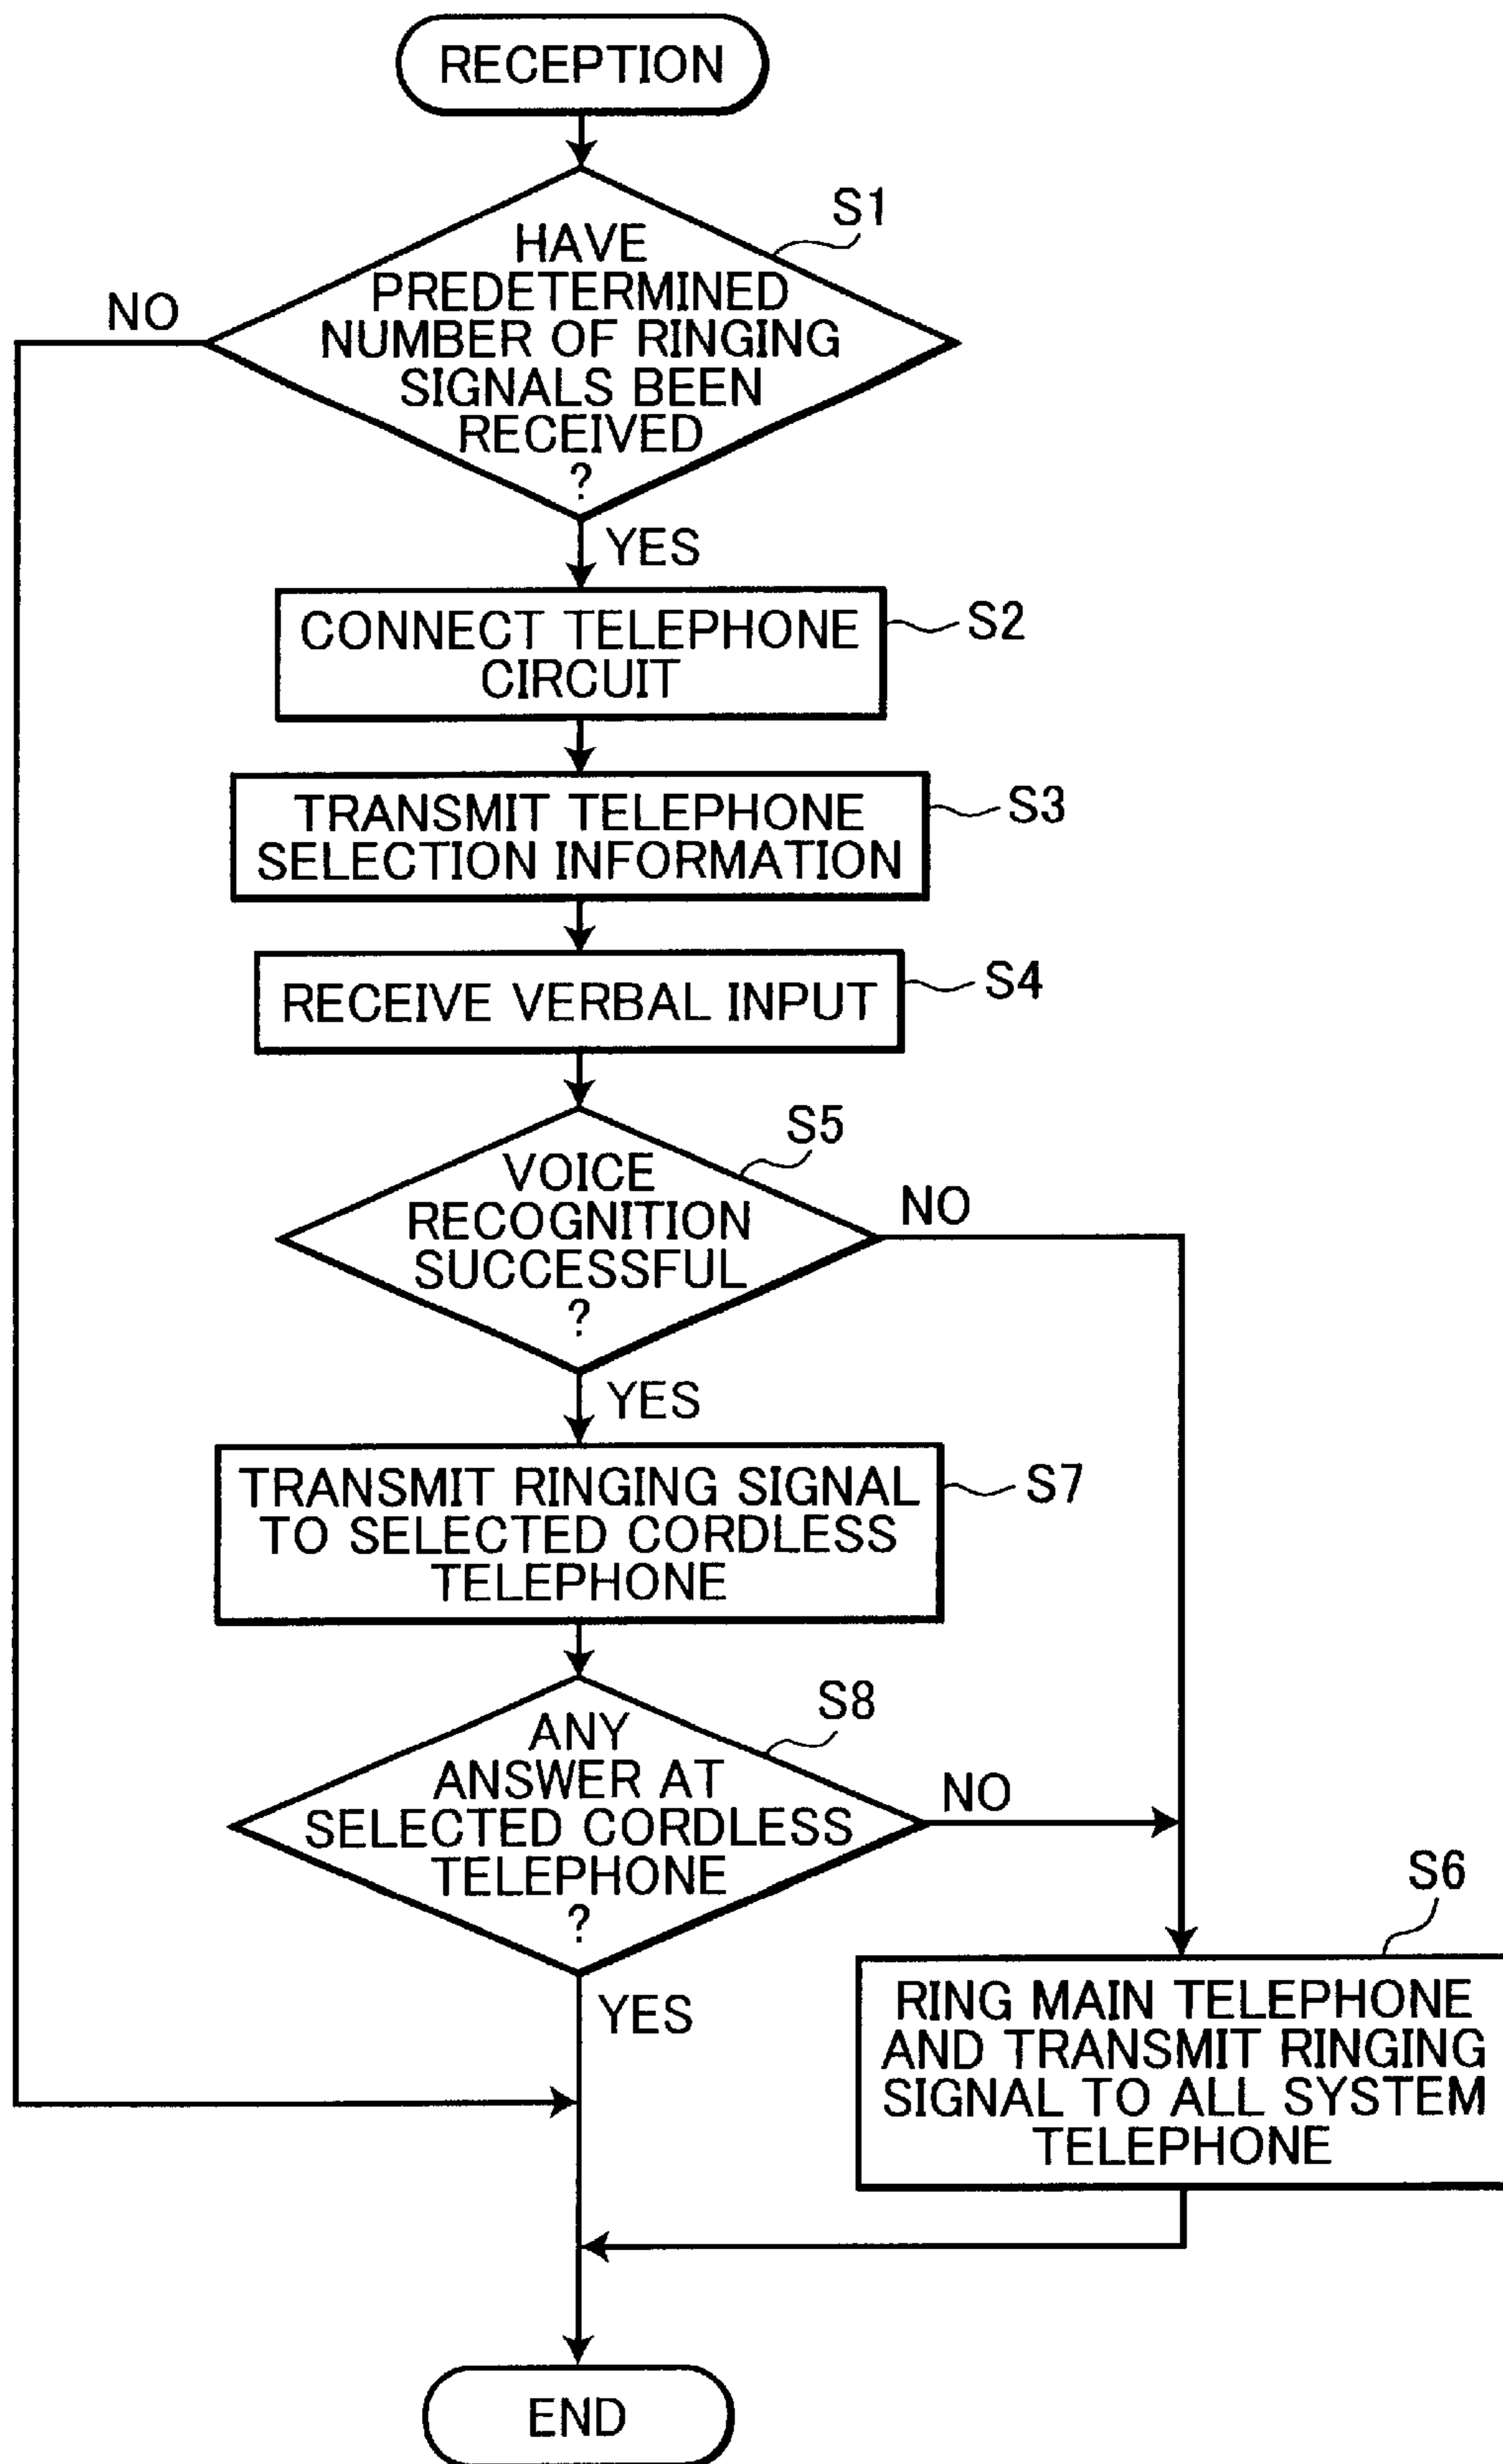 RECEPTION
S1
HAVE
PREDETERMINED
NUMBER OF RINGING
SIGNALS BEEN
RECEIVED
?
NO
YES
CONNECT TELEPHONE
CIRCUIT
S2
TRANSMIT TELEPHONE
SELECTION INFORMATION
S3
RECEIVE VERBAL INPUT
S4
S5
VOICE
RECOGNITION
SUCCESSFUL
?
NO
YES
TRANSMIT RINGING SIGNAL
TO SELECTED CORDLESS
TELEPHONE
S7
S8
ANY
ANSWER AT
SELECTED CORDLESS
TELEPHONE
?
NO
YES
S6
RING MAIN TELEPHONE
AND TRANSMIT RINGING
SIGNAL TO ALL SYSTEM
TELEPHONE
END